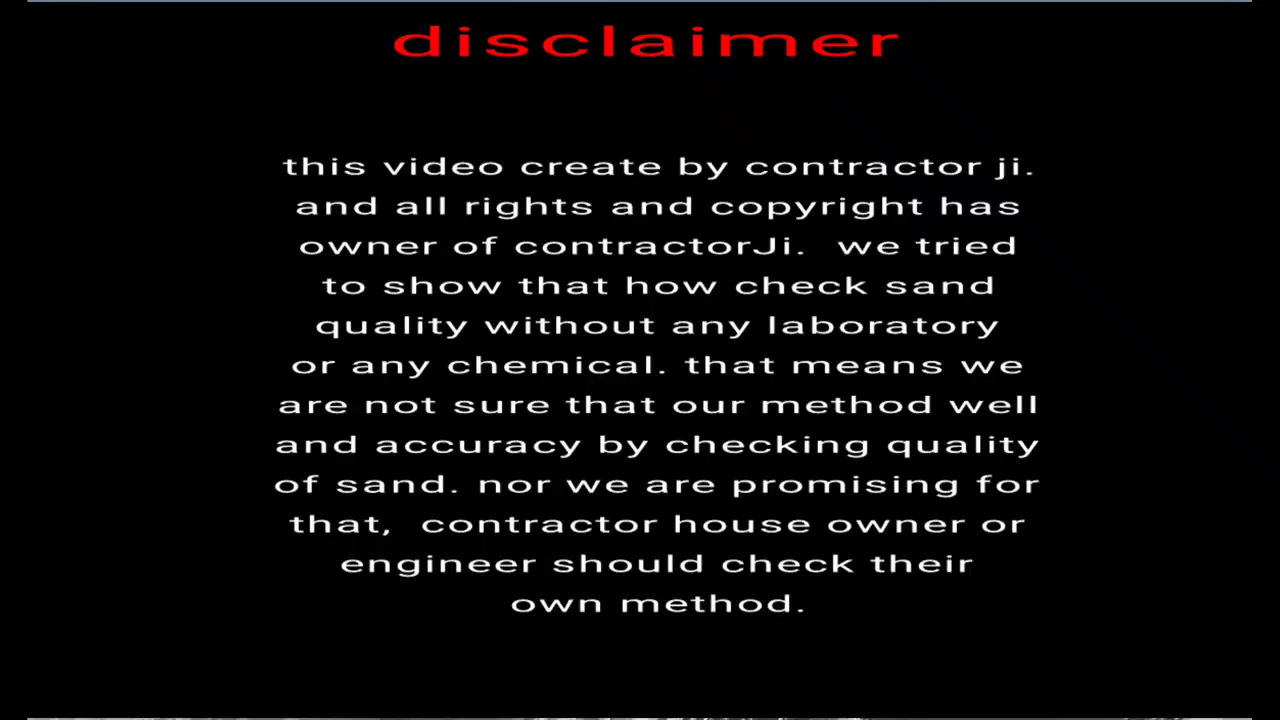 disclaimer
this video create by contractor ji.
and all rights and copyright has
owner of contractorJi. we tried
to show that how check sand
quality without any laboratory
or any chemical. that means we
are not sure that our method well
and accuracy by checking quality
of sand. nor we are promising for
that, contractor house owner or
engineer should check their
own method.